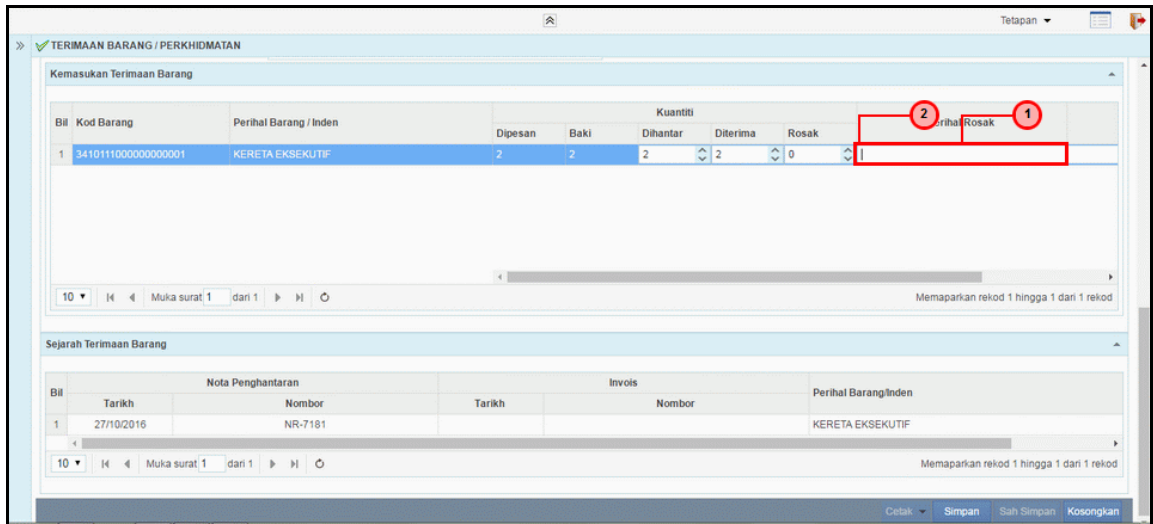 Tetapan
TERIMAAN BARANG / PERKHIDMATAN
Kemasukan Terimaan Barang
Bil Kod Barang Perihal Barang / Inden Kuantiti
Dipesan Baki Dihantar Diterima Rosak
2 erihal Rosak 1
1 3410111000000000001 KERETA EKSEKUTIF 2 2 2 2 0
10 Muka surat 1 dari 1 Memaparkan rekod 1 hingga 1 dari 1 rekod
Sejarah Terimaan Barang
Bil Nota Penghantaran Invois Perihal Barang/Inden
Tarikh Nombor Tarikh Nombor
1 27/10/2016 NR-7181 KERETA EKSEKUTIF
10 Muka surat 1 dari 1 Memaparkan rekod 1 hingga 1 dari 1 rekod
Cetak Simpan Sah Simpan Kosongkan